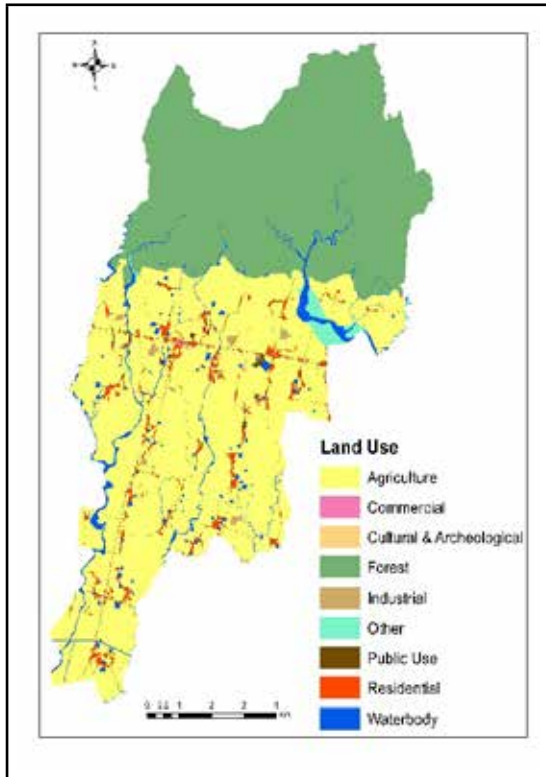 Land Use
Agriculture
Commercial
Cultural & Archeological
Forest
Industrial
Other
Public Use
Residential
Waterbody